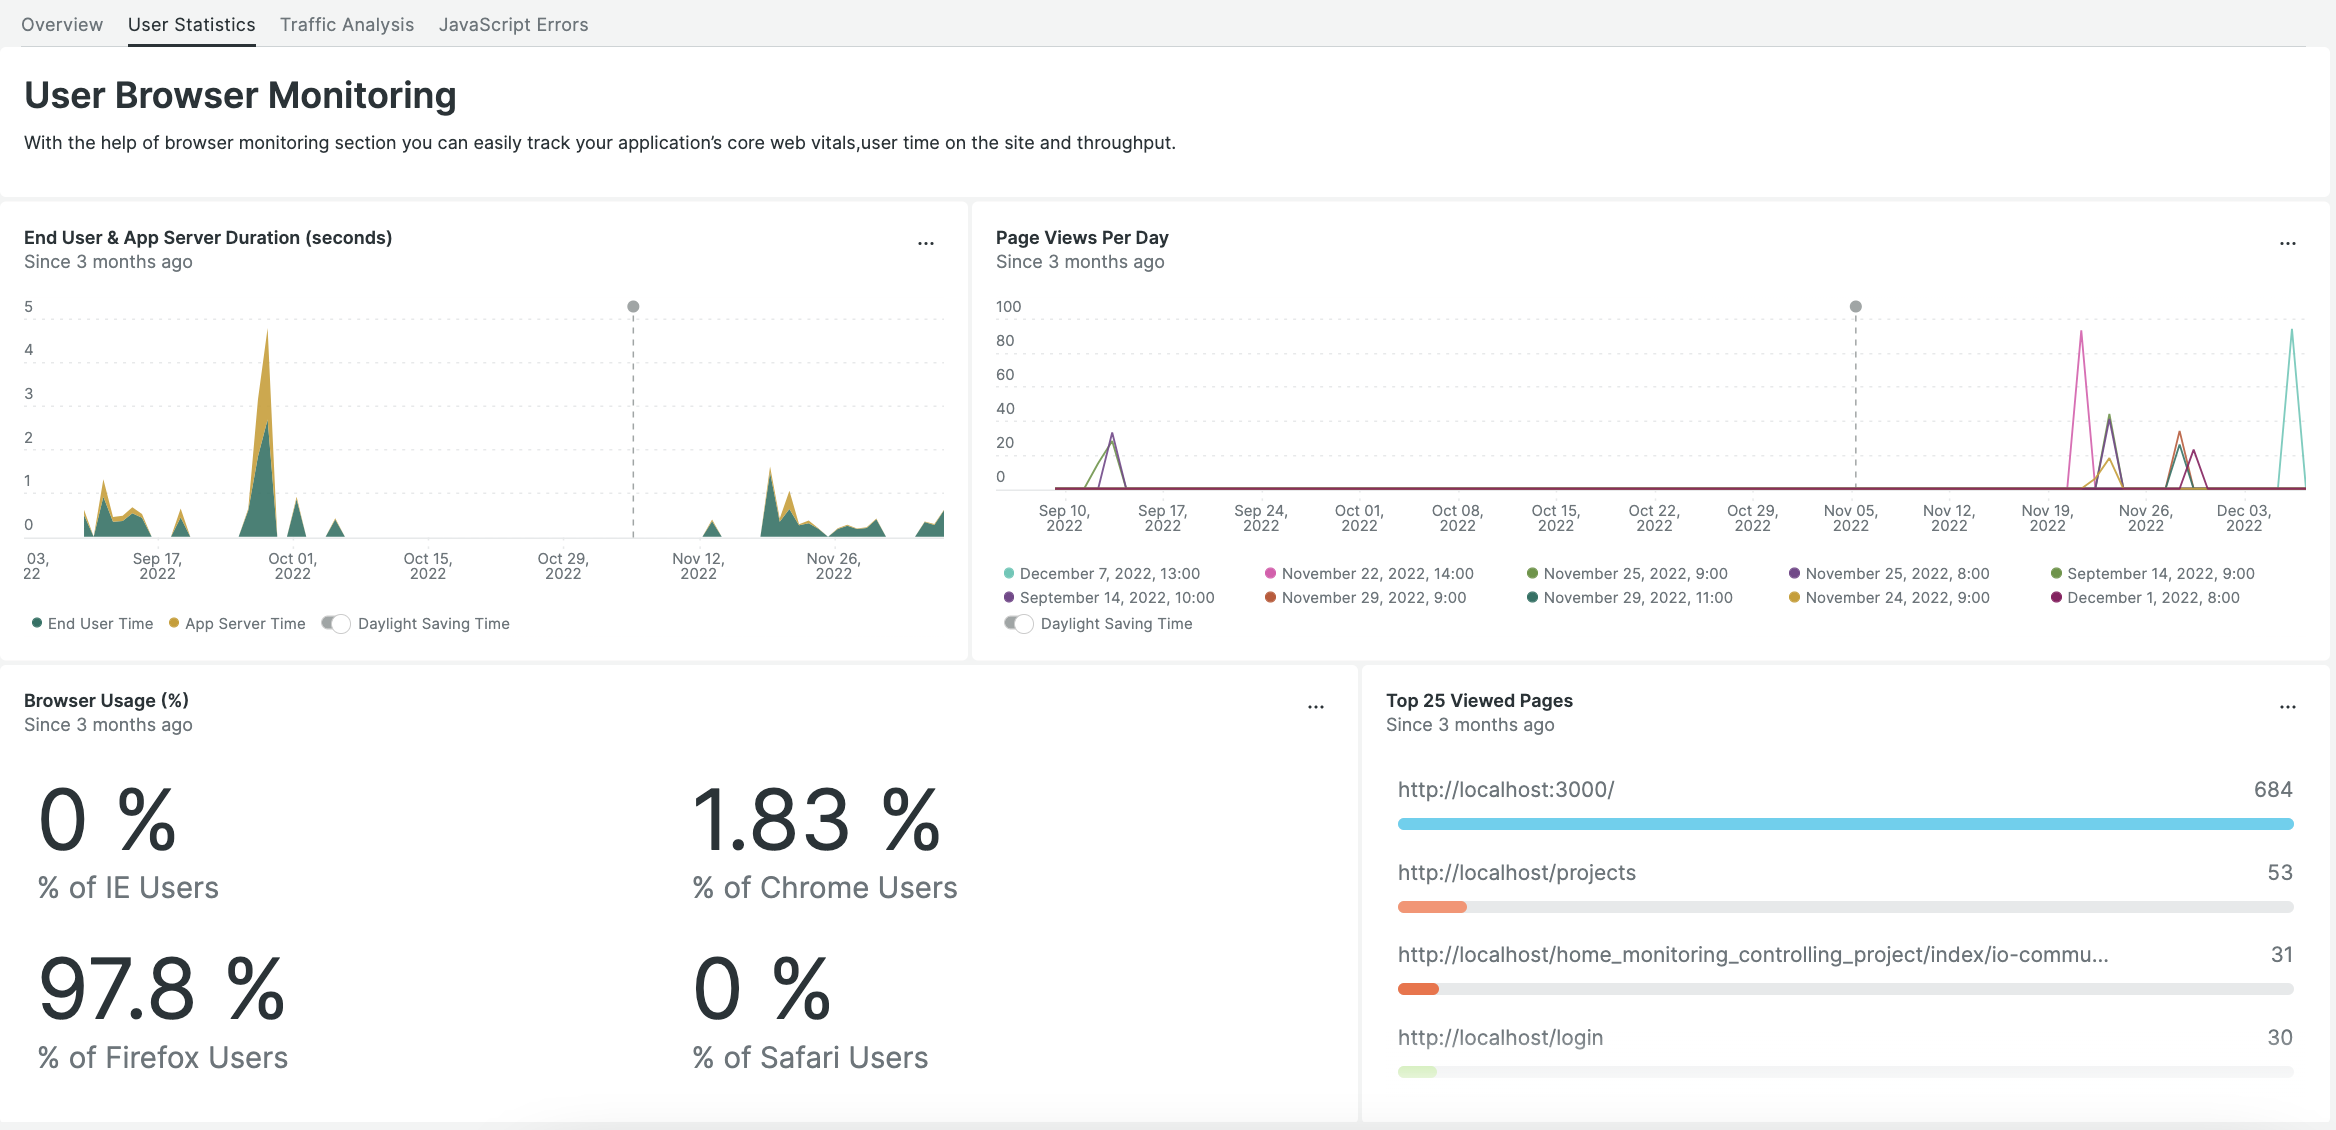 Overview User Statistics Traffic Analysis JavaScript Errors
User Browser Monitoring
With the help of browser monitoring section you can easily track your application’s core web vitals,user time on the site and throughput.
End User & App Server Duration (seconds)
Since 3 months ago
...
5
4
3
2
1
0
03,
22
Sep 17,
2022
Oct 01,
2022
Oct 15,
2022
Oct 29,
2022
Nov 12,
2022
Nov 26,
2022
End User Time App Server Time Daylight Saving Time
Page Views Per Day
Since 3 months ago
...
100
80
60
40
20
0
Sep 10,
2022
Sep 17,
2022
Sep 24,
2022
Oct 01,
2022
Oct 08,
2022
Oct 15,
2022
Oct 22,
2022
Oct 29,
2022
Nov 05,
2022
Nov 12,
2022
Nov 19,
2022
Nov 26,
2022
Dec 03,
2022
December 7, 2022, 13:00 November 22, 2022, 14:00 November 25, 2022, 9:00 November 25, 2022, 8:00 September 14, 2022, 9:00
September 14, 2022, 10:00 November 29, 2022, 9:00 November 29, 2022, 11:00 November 24, 2022, 9:00 December 1, 2022, 8:00
Daylight Saving Time
Browser Usage (%)
Since 3 months ago
...
0 %
% of IE Users
1.83 %
% of Chrome Users
97.8 %
% of Firefox Users
0 %
% of Safari Users
Top 25 Viewed Pages
Since 3 months ago
...
http://localhost:3000/ 684
http://localhost/projects 53
http://localhost/home_monitoring_controlling_project/index/io-commu... 31
http://localhost/login 30